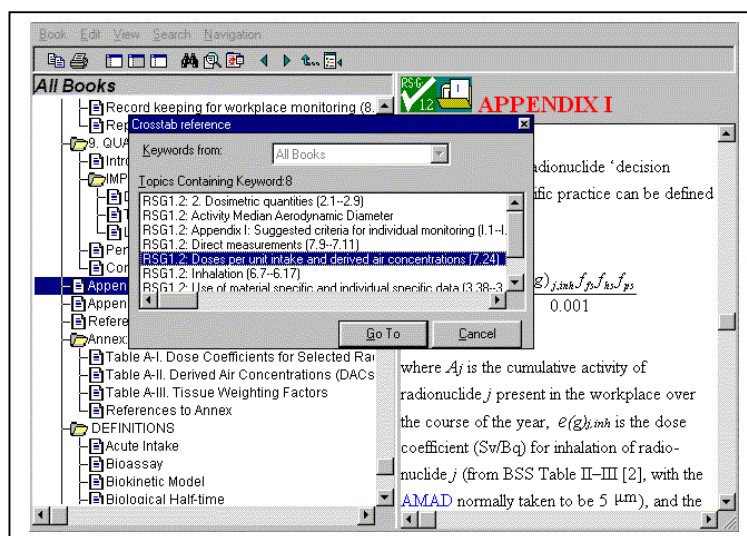 Book Edit View Search Navigation
All Books
Record keeping for workplace monitoring (8.
Rep
9. QUA
Intro
IMP
D
T
L
Per
Con
Appen
Appen
Refere
Annex:
Table A-I. Dose Coefficients for Selected Ra
Table A-II. Derived Air Concentrations (DACs
Table A-III. Tissue Weighting Factors
References to Annex
DEFINITIONS
Acute Intake
Bioassay
Biokinetic Model
Biological Half-time
Crosstab reference
Keywords from:
All Books
Topics Containing Keyword:8
RSG1.2: 2. Dosimetric quantities (2.1--2.9)
RSG1.2: Activity Median Aerodynamic Diameter
RSG1.2: Appendix I: Suggested criteria for individual monitoring (I.1--I.
RSG1.2: Direct measurements (7.9--7.11)
RSG1.2: Doses per unit intake and derived air concentrations (7.24)
RSG1.2: Inhalation (6.7--6.17)
RSG1.2: Use of material specific and individual specific data (3.38--3
Go To
Cancel
RS-G
1.2
APPENDIX I
adionuclide ‘decision
ific practice can be defined
g)j,inh ffs fhs fps
0.001
where Aj is the cumulative activity of
radionuclide j present in the workplace over
the course of the year, e(g)j,inh is the dose
coefficient (Sv/Bq) for inhalation of radio-
nuclide j (from BSS Table II–III [2], with the
AMAD normally taken to be 5 μm), and the